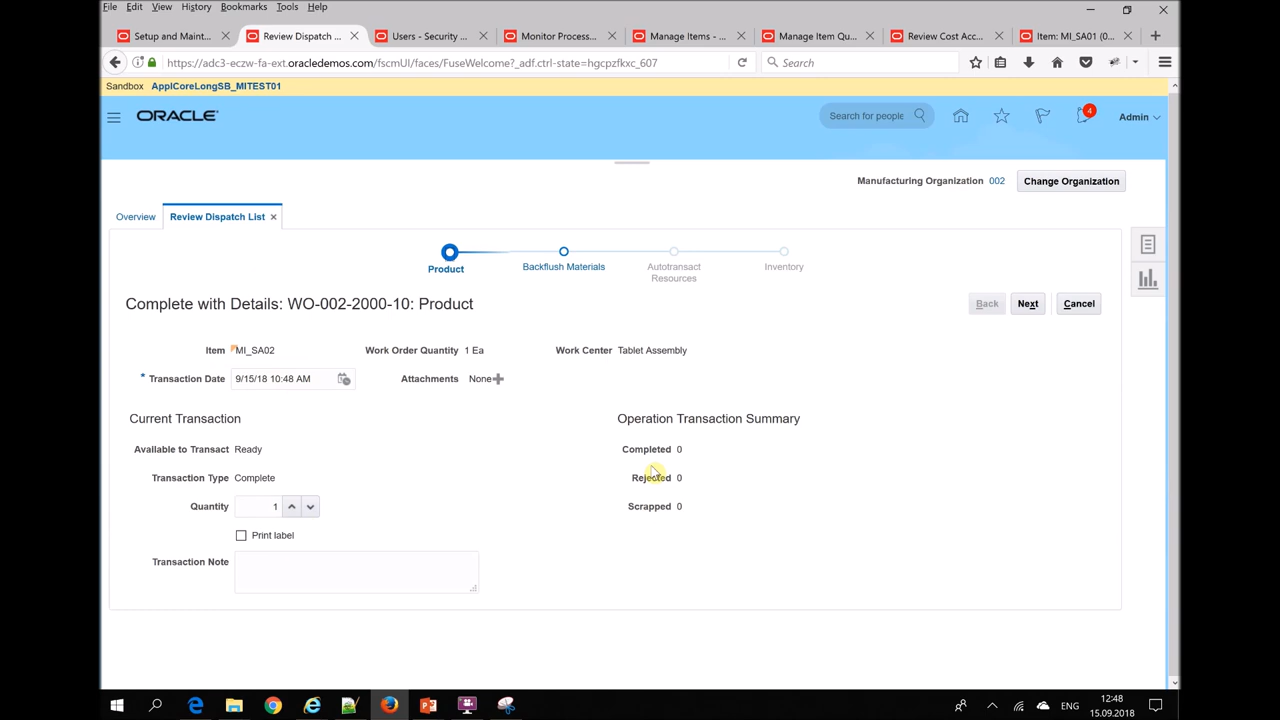 File Edit View History Bookmarks Tools Help
Setup and Maint... Review Dispatch ... Users - Security ... Monitor Process... Manage Items - ... Manage Item Qu... Review Cost Acc... Item: MI_SA01 (0...
https://adc3-eczw-fa-ext.oracledemos.com/fscmUI/faces/FuseWelcome?_adf.ctrl-state=hgcpzfkxc_607 Search
Sandbox ApplCoreLongSB_MITEST01
ORACLE Search for people 4 Admin
Manufacturing Organization 002 Change Organization
Overview Review Dispatch List
Product Backflush Materials Autotransact Inventory
Resources
Complete with Details: WO-002-2000-10: Product Back Next Cancel
Item MI_SA02 Work Order Quantity 1 Ea Work Center Tablet Assembly
* Transaction Date 9/15/18 10:48 AM Attachments None
Current Transaction Operation Transaction Summary
Available to Transact Ready Completed 0
Transaction Type Complete Rejected 0
Quantity 1 Scrapped 0
Print label
Transaction Note
ENG 12:48
15.09.2018